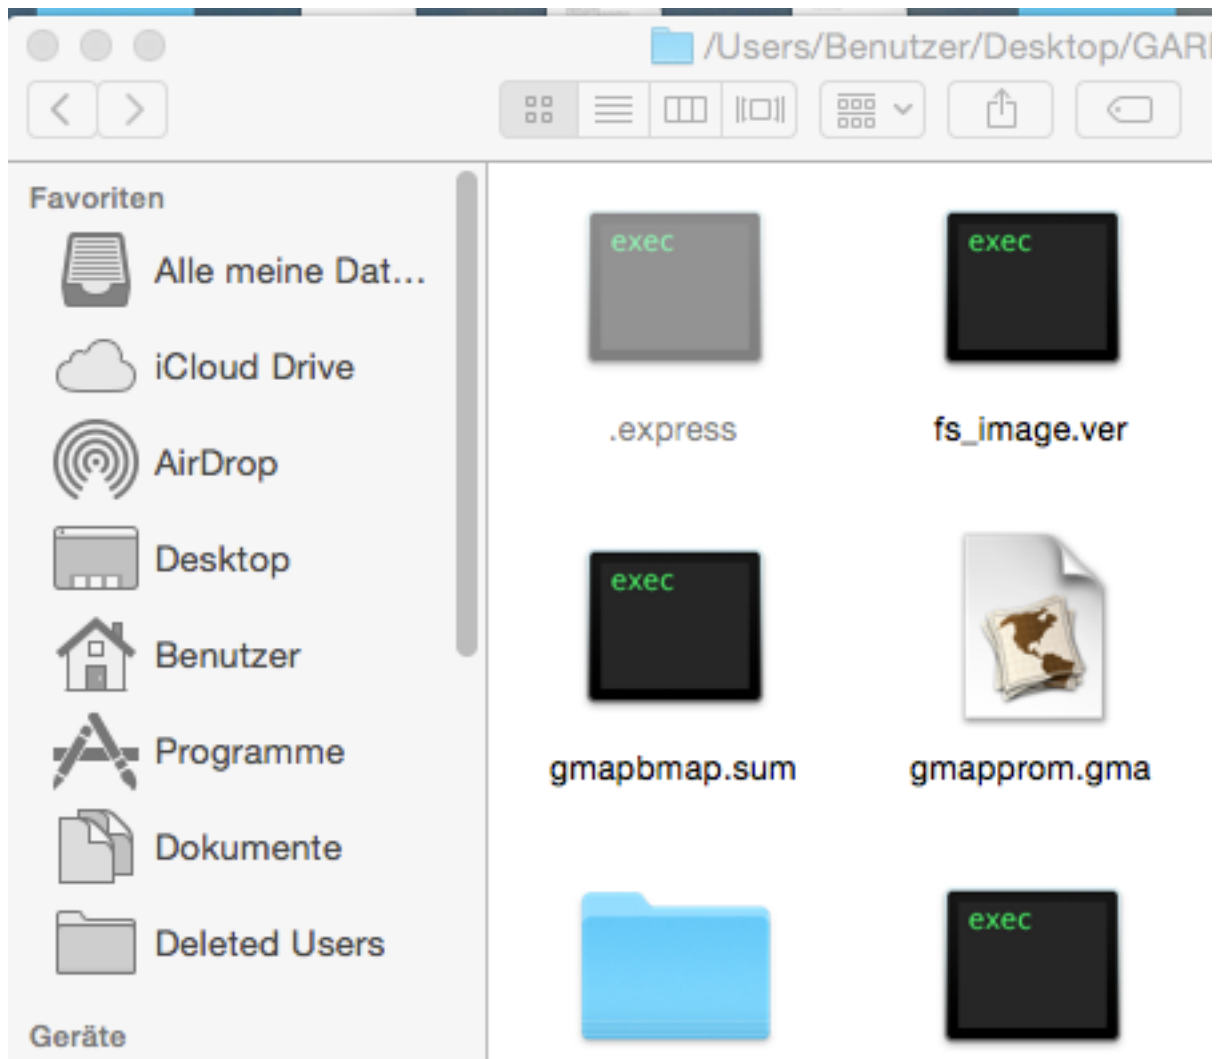 /Users/Benutzer/Desktop/GAR
Favoriten
Alle meine Dat...
iCloud Drive
AirDrop
Desktop
Benutzer
Programme
Dokumente
Deleted Users
Geräte
exec
exec
.express
fs_image.ver
exec
gmapbmap.sum
gmapprom.gma
exec